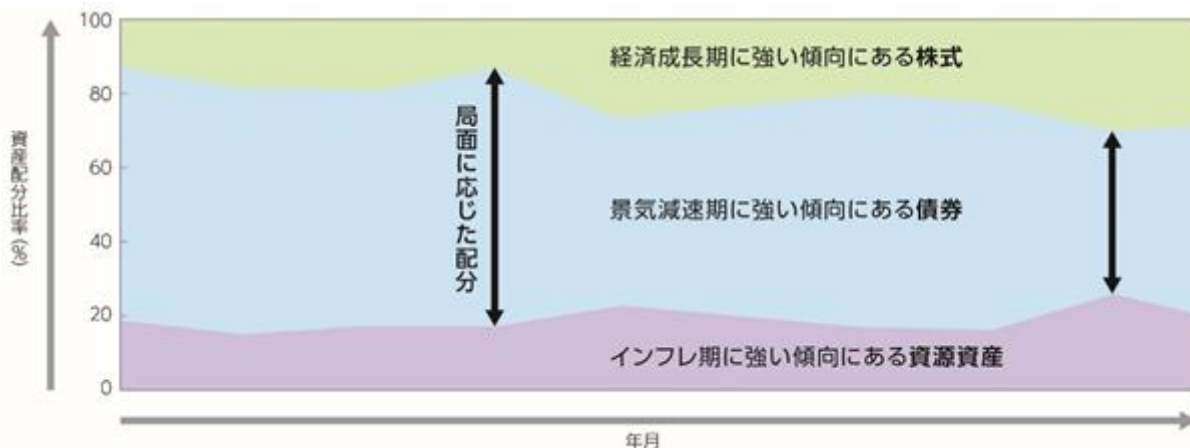 資産配分比率(%)
100
80
60
40
20
0
経済成長期に強い傾向にある株式
局面に応じた配分
景気減速期に強い傾向にある債券
インフレ期に強い傾向にある資源資産
年月